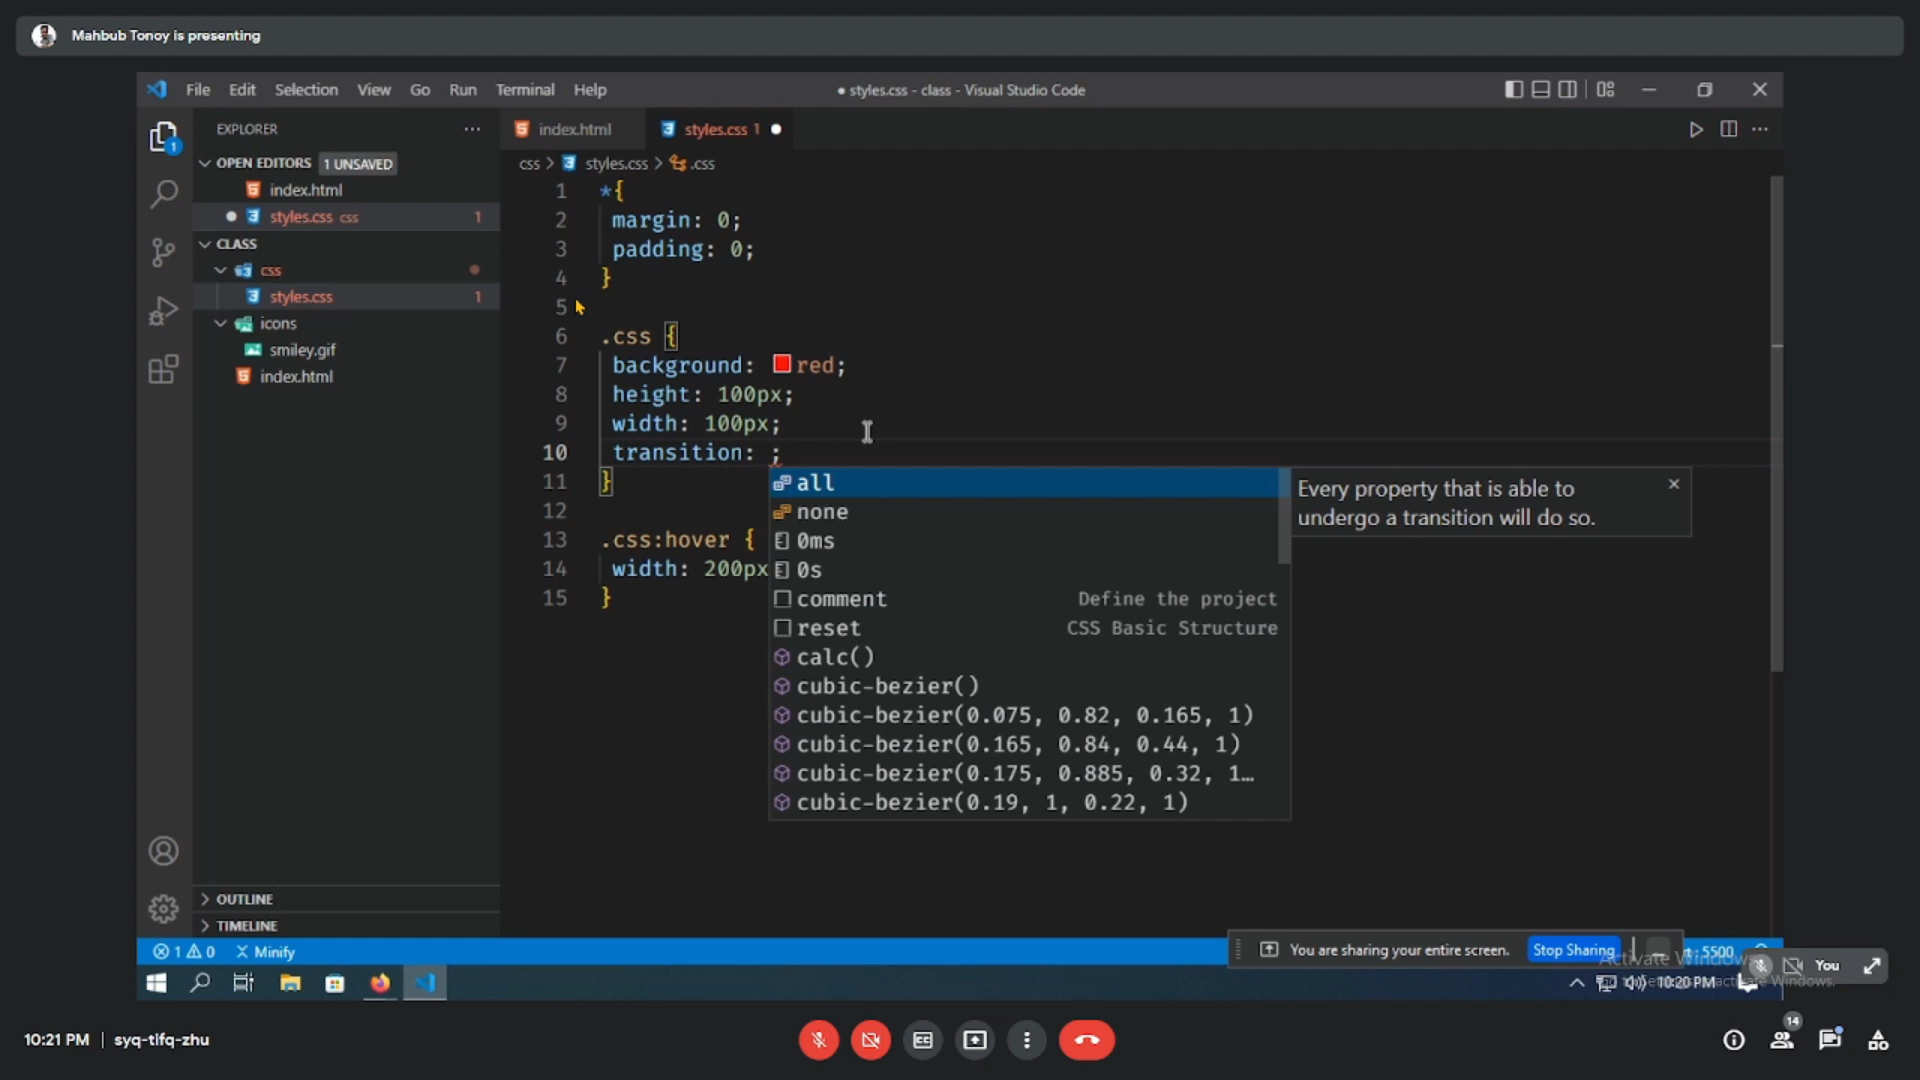 Mahbub Tonoy is presenting
File Edit Selection View Go Run Terminal Help
● styles.css - class - Visual Studio Code
EXPLORER
index.html
styles.css 1
OPEN EDITORS 1 UNSAVED
index.html
styles.css css 1
CLASS
css
styles.css 1
icons
smiley.gif
index.html
OUTLINE
TIMELINE
css > styles.css > .css
1 *{
2 margin: 0;
3 padding: 0;
4 }
5
6 .css {
7 background: red;
8 height: 100px;
9 width: 100px;
10 transition: ;
11 }
12
13 .css:hover {
14 width: 200px
15 }
all
none
0ms
0s
comment Define the project
reset CSS Basic Structure
calc()
cubic-bezier()
cubic-bezier(0.075, 0.82, 0.165, 1)
cubic-bezier(0.165, 0.84, 0.44, 1)
cubic-bezier(0.175, 0.885, 0.32, 1…
cubic-bezier(0.19, 1, 0.22, 1)
Every property that is able to
undergo a transition will do so.
1 0 Minify
You are sharing your entire screen. Stop Sharing
: 5500
Activate Windows
10:20 PM
You
10:21 PM | syq-tifq-zhu
14